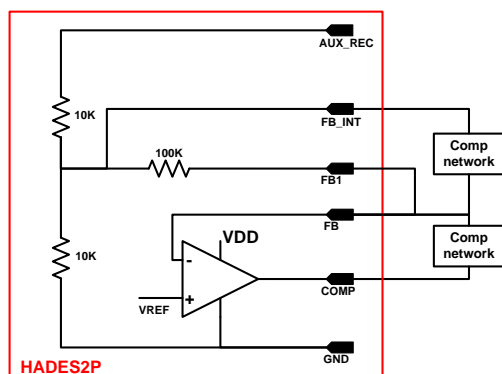 AUX_REC
10K
FB_INT
Comp
network
100K
FB1
VDD
FB
Comp
network
10K
-
+
VREF
COMP
GND
HADES2P